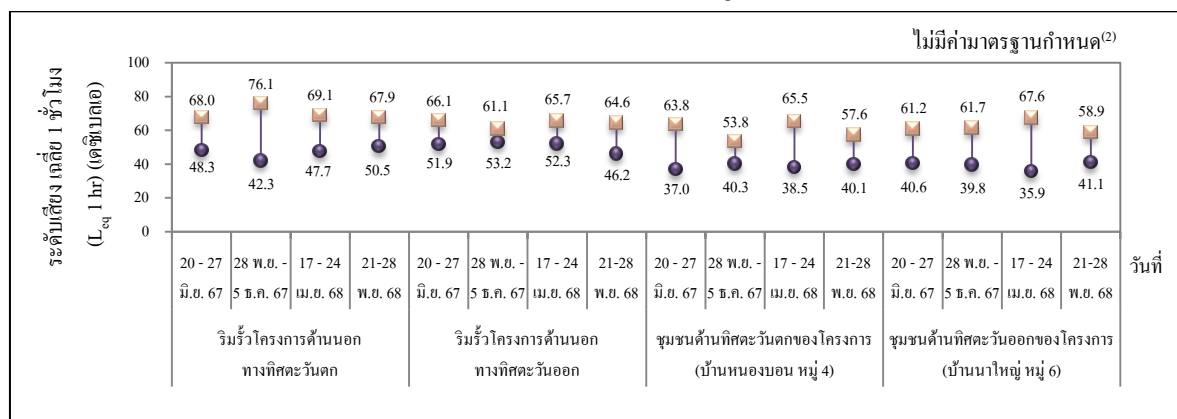 ไม่มีค่ามาตรฐานกำหนด(2)
ระดับเสียง เฉลี่ย 1 ชั่วโมง
(Leq 1 hr) (เดซิเบลเอ)
100
80
60
40
20
0
68.0 76.1 69.1 67.9 66.1 61.1 65.7 64.6 63.8 53.8 65.5 57.6 61.2 61.7 67.6 58.9
48.3 42.3 47.7 50.5 51.9 53.2 52.3 46.2 37.0 40.3 38.5 40.1 40.6 39.8 35.9 41.1
20 - 27 28 พ.ย. - 17 - 24 21-28 20 - 27 28 พ.ย. - 17 - 24 21-28 20 - 27 28 พ.ย. - 17 - 24 21-28 20 - 27 28 พ.ย. - 17 - 24 21-28 วันที่
มิ.ย. 67 5 ธ.ค. 67 เม.ย. 68 พ.ย. 68 มิ.ย. 67 5 ธ.ค. 67 เม.ย. 68 พ.ย. 68 มิ.ย. 67 5 ธ.ค. 67 เม.ย. 68 พ.ย. 68 มิ.ย. 67 5 ธ.ค. 67 เม.ย. 68 พ.ย. 68
ริมรั้วโครงการด้านนอก ริมรั้วโครงการด้านนอก ชุมชนด้านทิศตะวันตกของโครงการ ชุมชนด้านทิศตะวันออกของโครงการ
ทางทิศตะวันตก ทางทิศตะวันออก (บ้านหนองบอน หมู่ 4) (บ้านนาใหญ่ หมู่ 6)